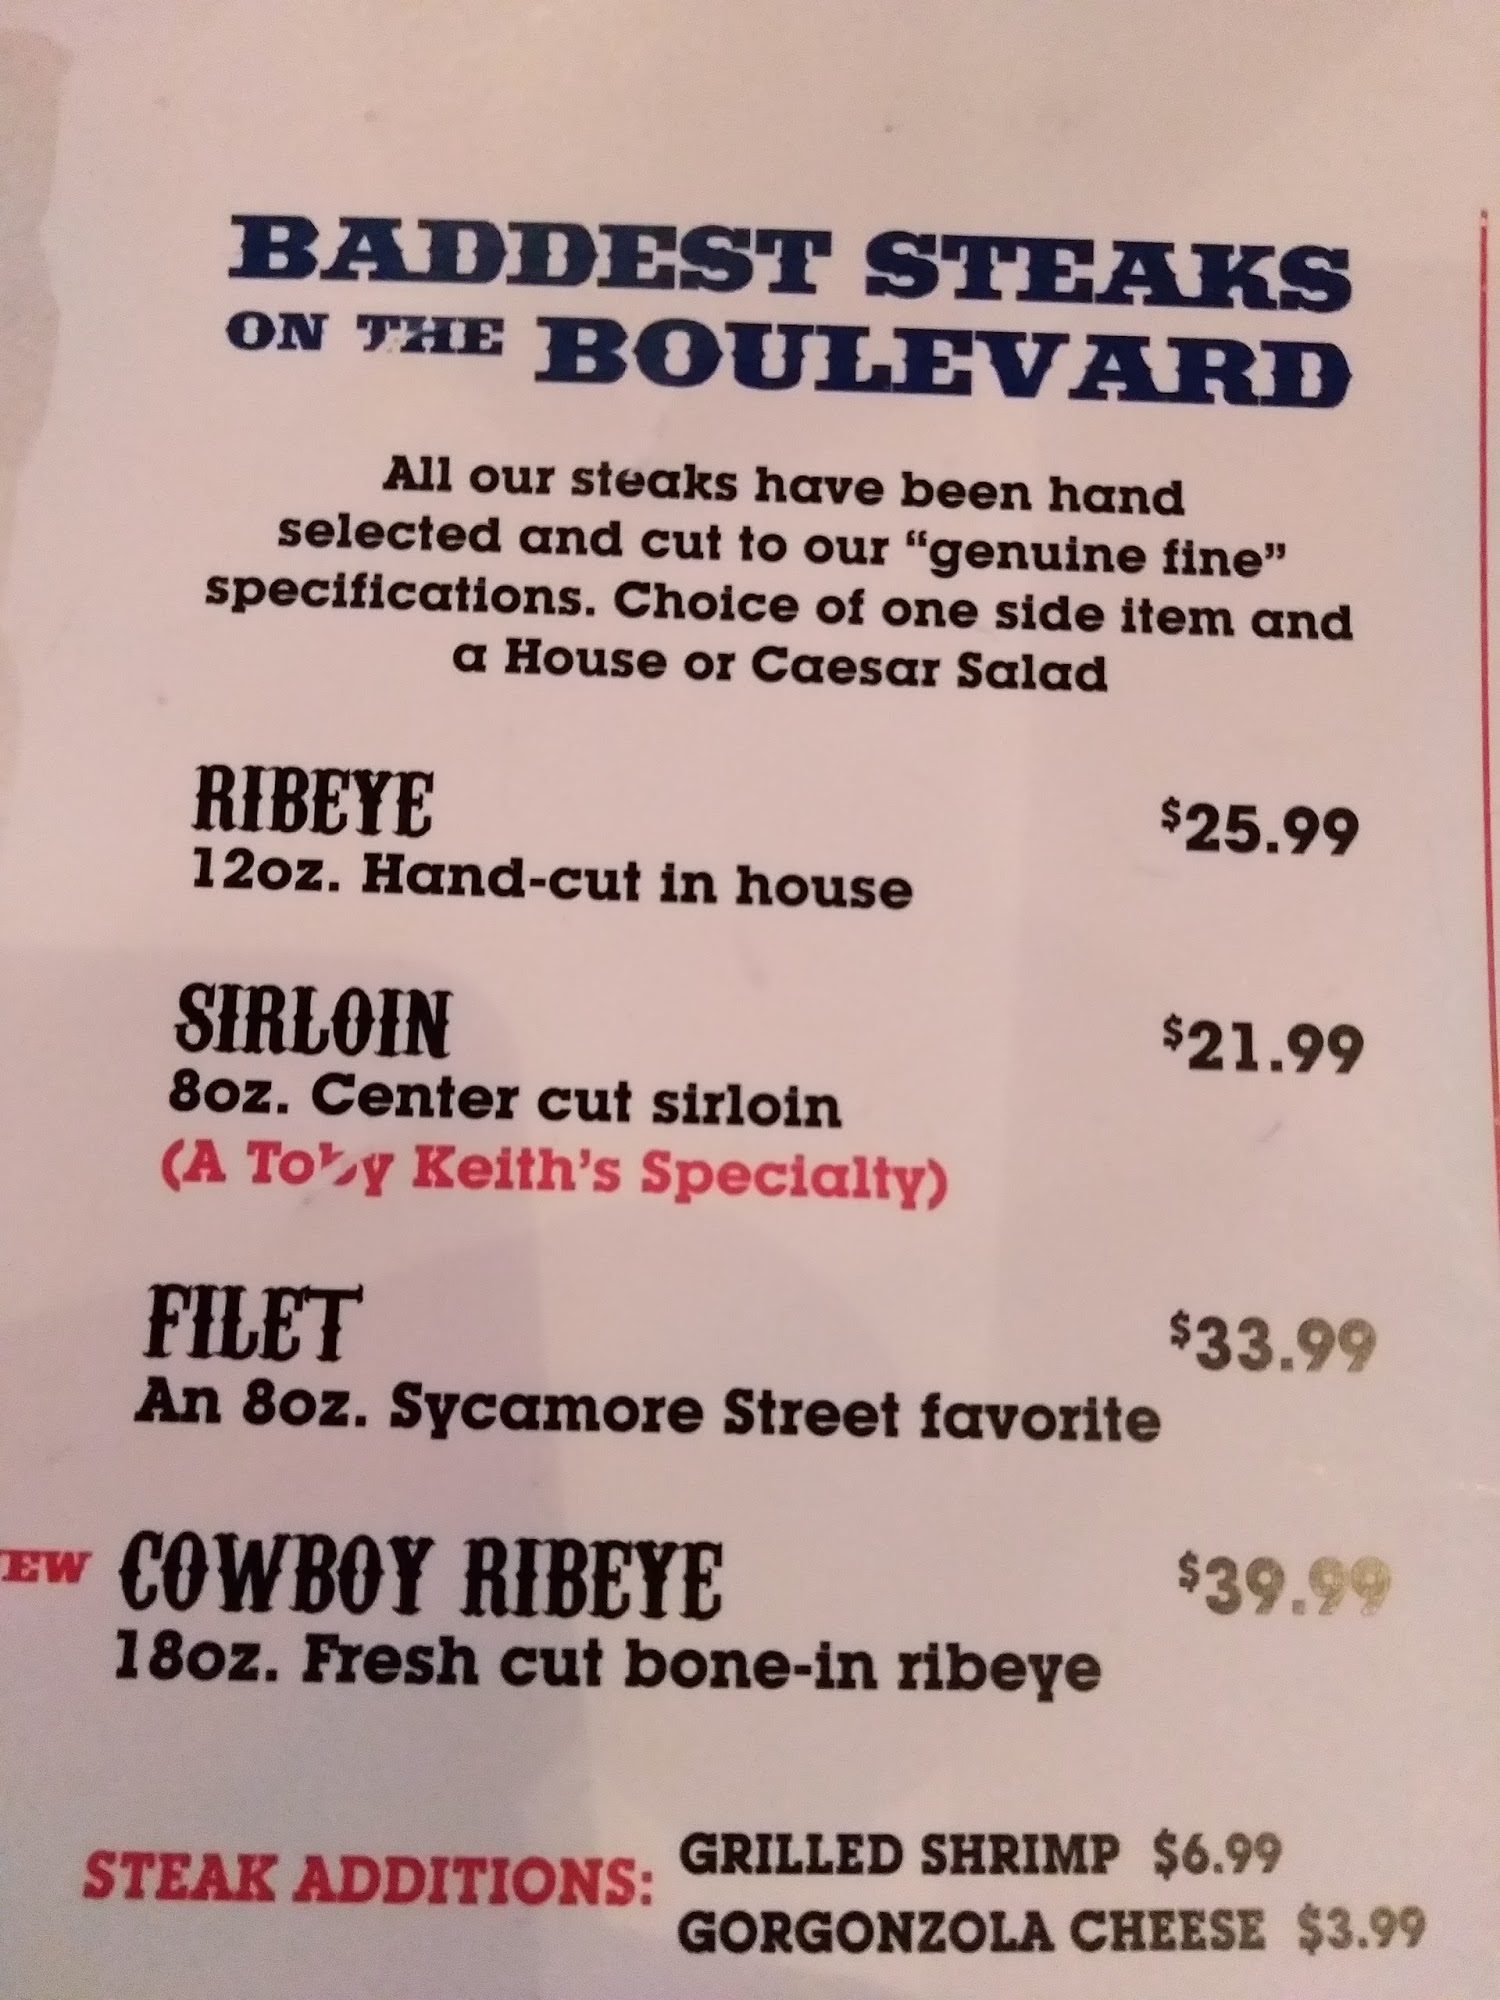 BADDEST STEAKS
ON THE BOULEVARD
All our steaks have been hand
selected and cut to our “genuine fine”
specifications. Choice of one side item and
a House or Caesar Salad
RIBEYE $25.99
12oz. Hand-cut in house
SIRLOIN $21.99
8oz. Center cut sirloin
(A Toby Keith's Specialty)
FILET $33.99
An 8oz. Sycamore Street favorite
EW COWBOY RIBEYE $39.99
18oz. Fresh cut bone-in ribeye
STEAK ADDITIONS: GRILLED SHRIMP $6.99
GORGONZOLA CHEESE $3.99